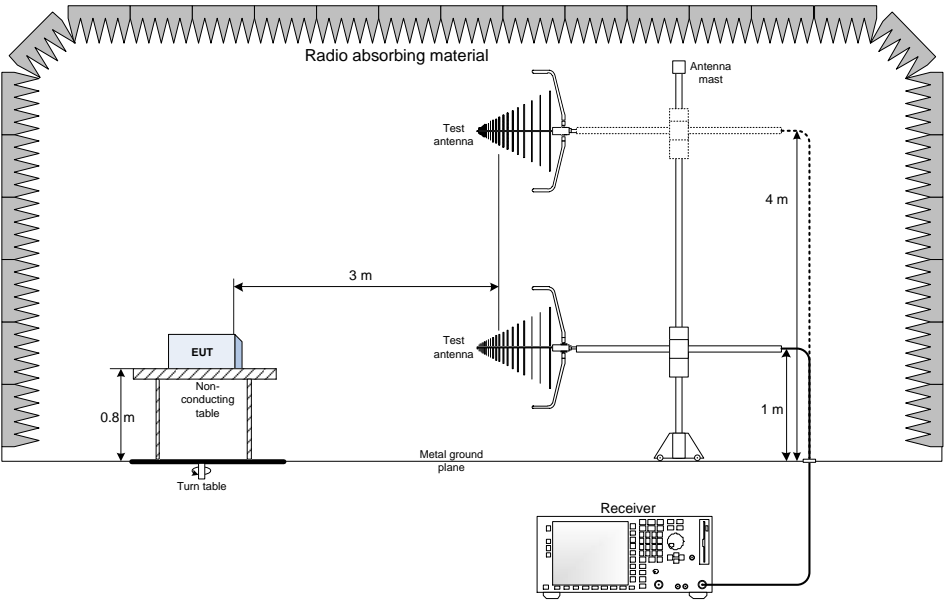 Radio absorbing material
Antenna
mast
Test
antenna
4 m
3 m
Test
antenna
EUT
Non-
conducting
table
0.8 m
1 m
Metal ground
plane
Turn table
Receiver